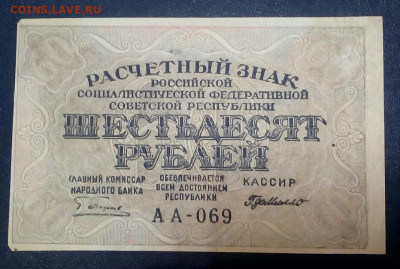 COINS.LAVE.RU
РАСЧЕТНЫЙ ЗНАК
РОССИЙСКОЙ
СОЦИАЛИСТИЧЕСКОЙ ФЕДЕРАТИВНОЙ
СОВЕТСКОЙ РЕСПУБЛИКИ
ШЕСТЬДЕСЯТ
РУБЛЕЙ
ГЛАВНЫЙ КОМИССАР
НАРОДНОГО БАНКА
ОБЕСПЕЧИВАЕТСЯ
ВСЕМ ДОСТОЯНИЕМ
РЕСПУБЛИКИ
КАССИР
АА-069